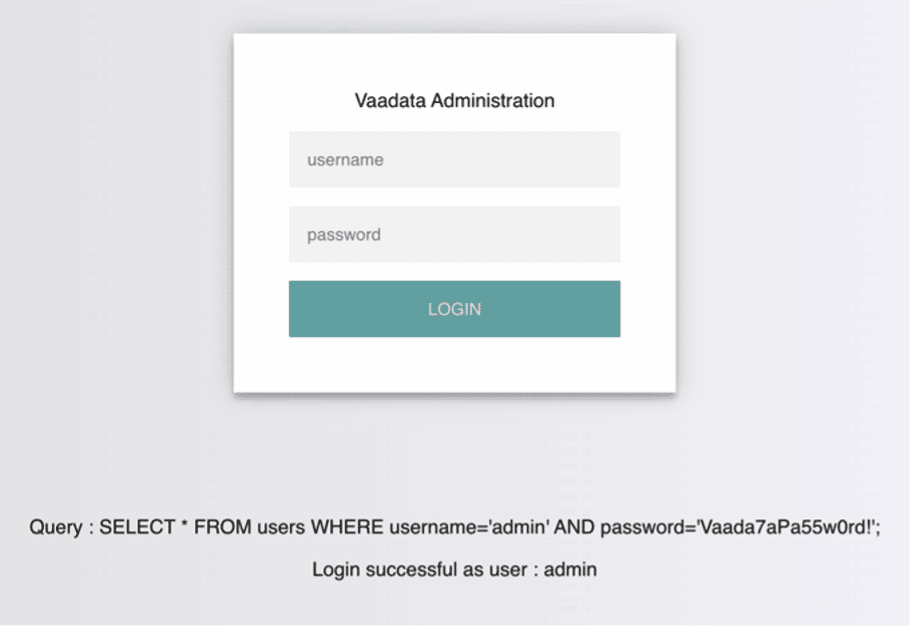 Vaadata Administration
username
password
LOGIN
Query : SELECT * FROM users WHERE username='admin' AND password='Vaada7aPa55w0rd!';
Login successful as user : admin